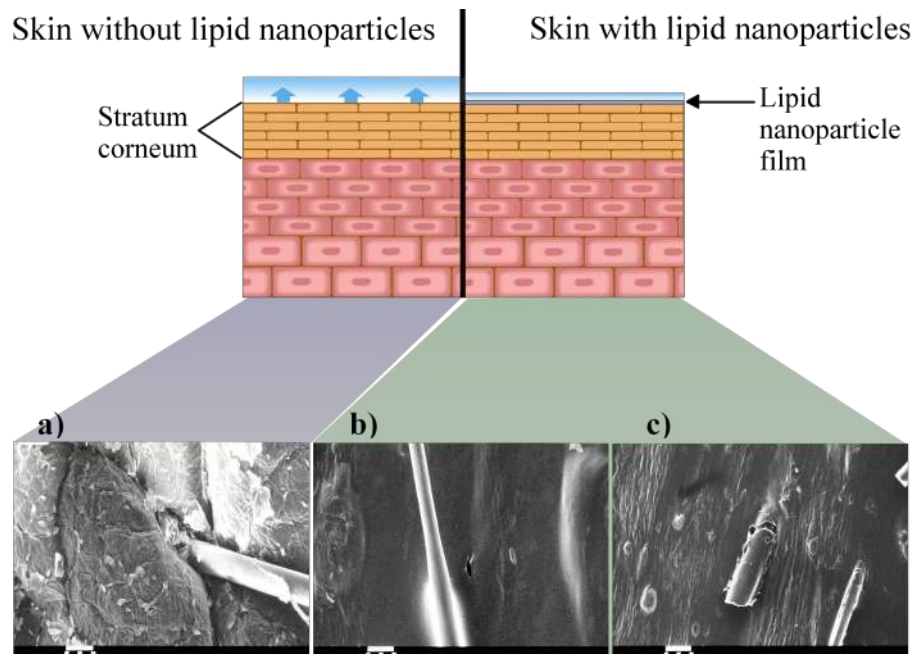 Skin without lipid nanoparticles
Skin with lipid nanoparticles
Stratum
corneum
Lipid
nanoparticle
film
a)
b)
c)